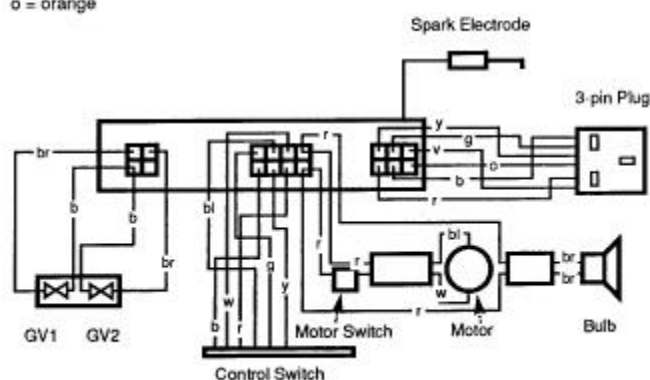 o = orange
Spark Electrode
3-pin Plug
y
r
g
br
v
o
b
r
b
b
bl
bl
br
r
g
r
br
br
w
w
y
r
b
r
GV1
GV2
Motor Switch
Motor
Bulb
Control Switch